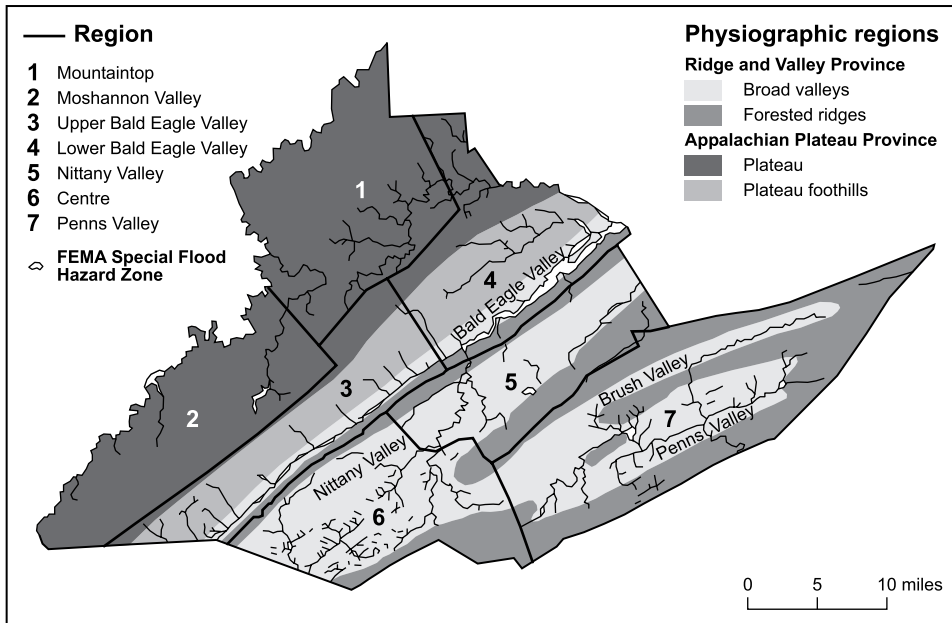 Region
1 Mountaintop
2 Moshannon Valley
3 Upper Bald Eagle Valley
4 Lower Bald Eagle Valley
5 Nittany Valley
6 Centre
7 Penns Valley
FEMA Special Flood
Hazard Zone
Physiographic regions
Ridge and Valley Province
Broad valleys
Forested ridges
Appalachian Plateau Province
Plateau
Plateau foothills
1
4
Bald Eagle Valley
3
5
2
Brush Valley
7
Penns Valley
Nittany Valley
6
0 5 10 miles